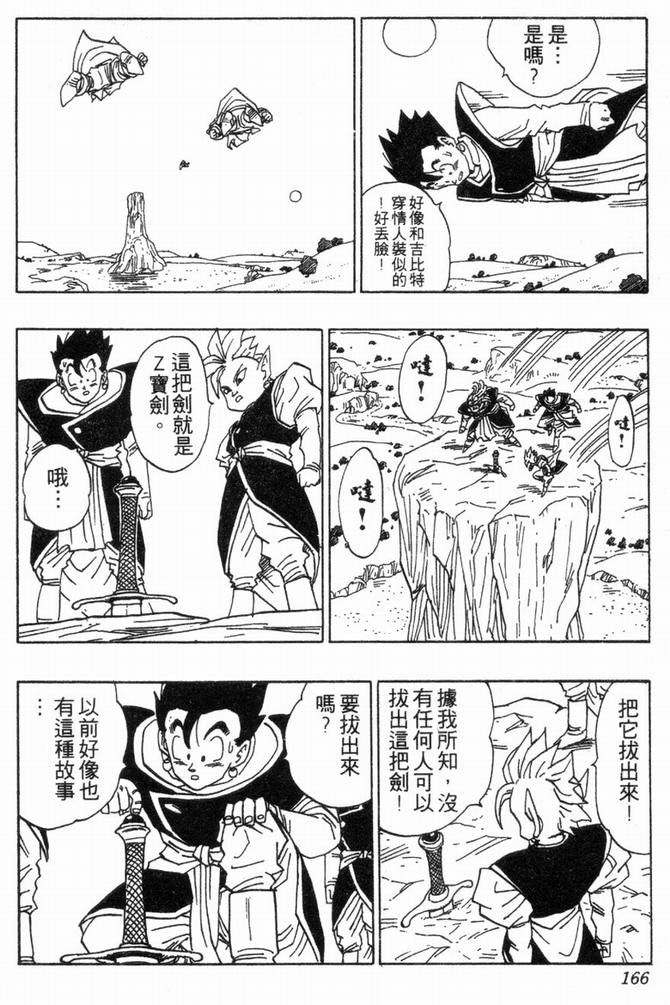 是…
是嗎?
好像和吉比特
穿情人裝似的
!好丟臉!
噠!
噠!
噠!
這把劍就是
Z寶劍。
哦…
把它拔出來!
據我所知，沒
有任何人可以
拔出這把劍!
要拔出來
嗎?
以前好像也
有這種故事
…
166